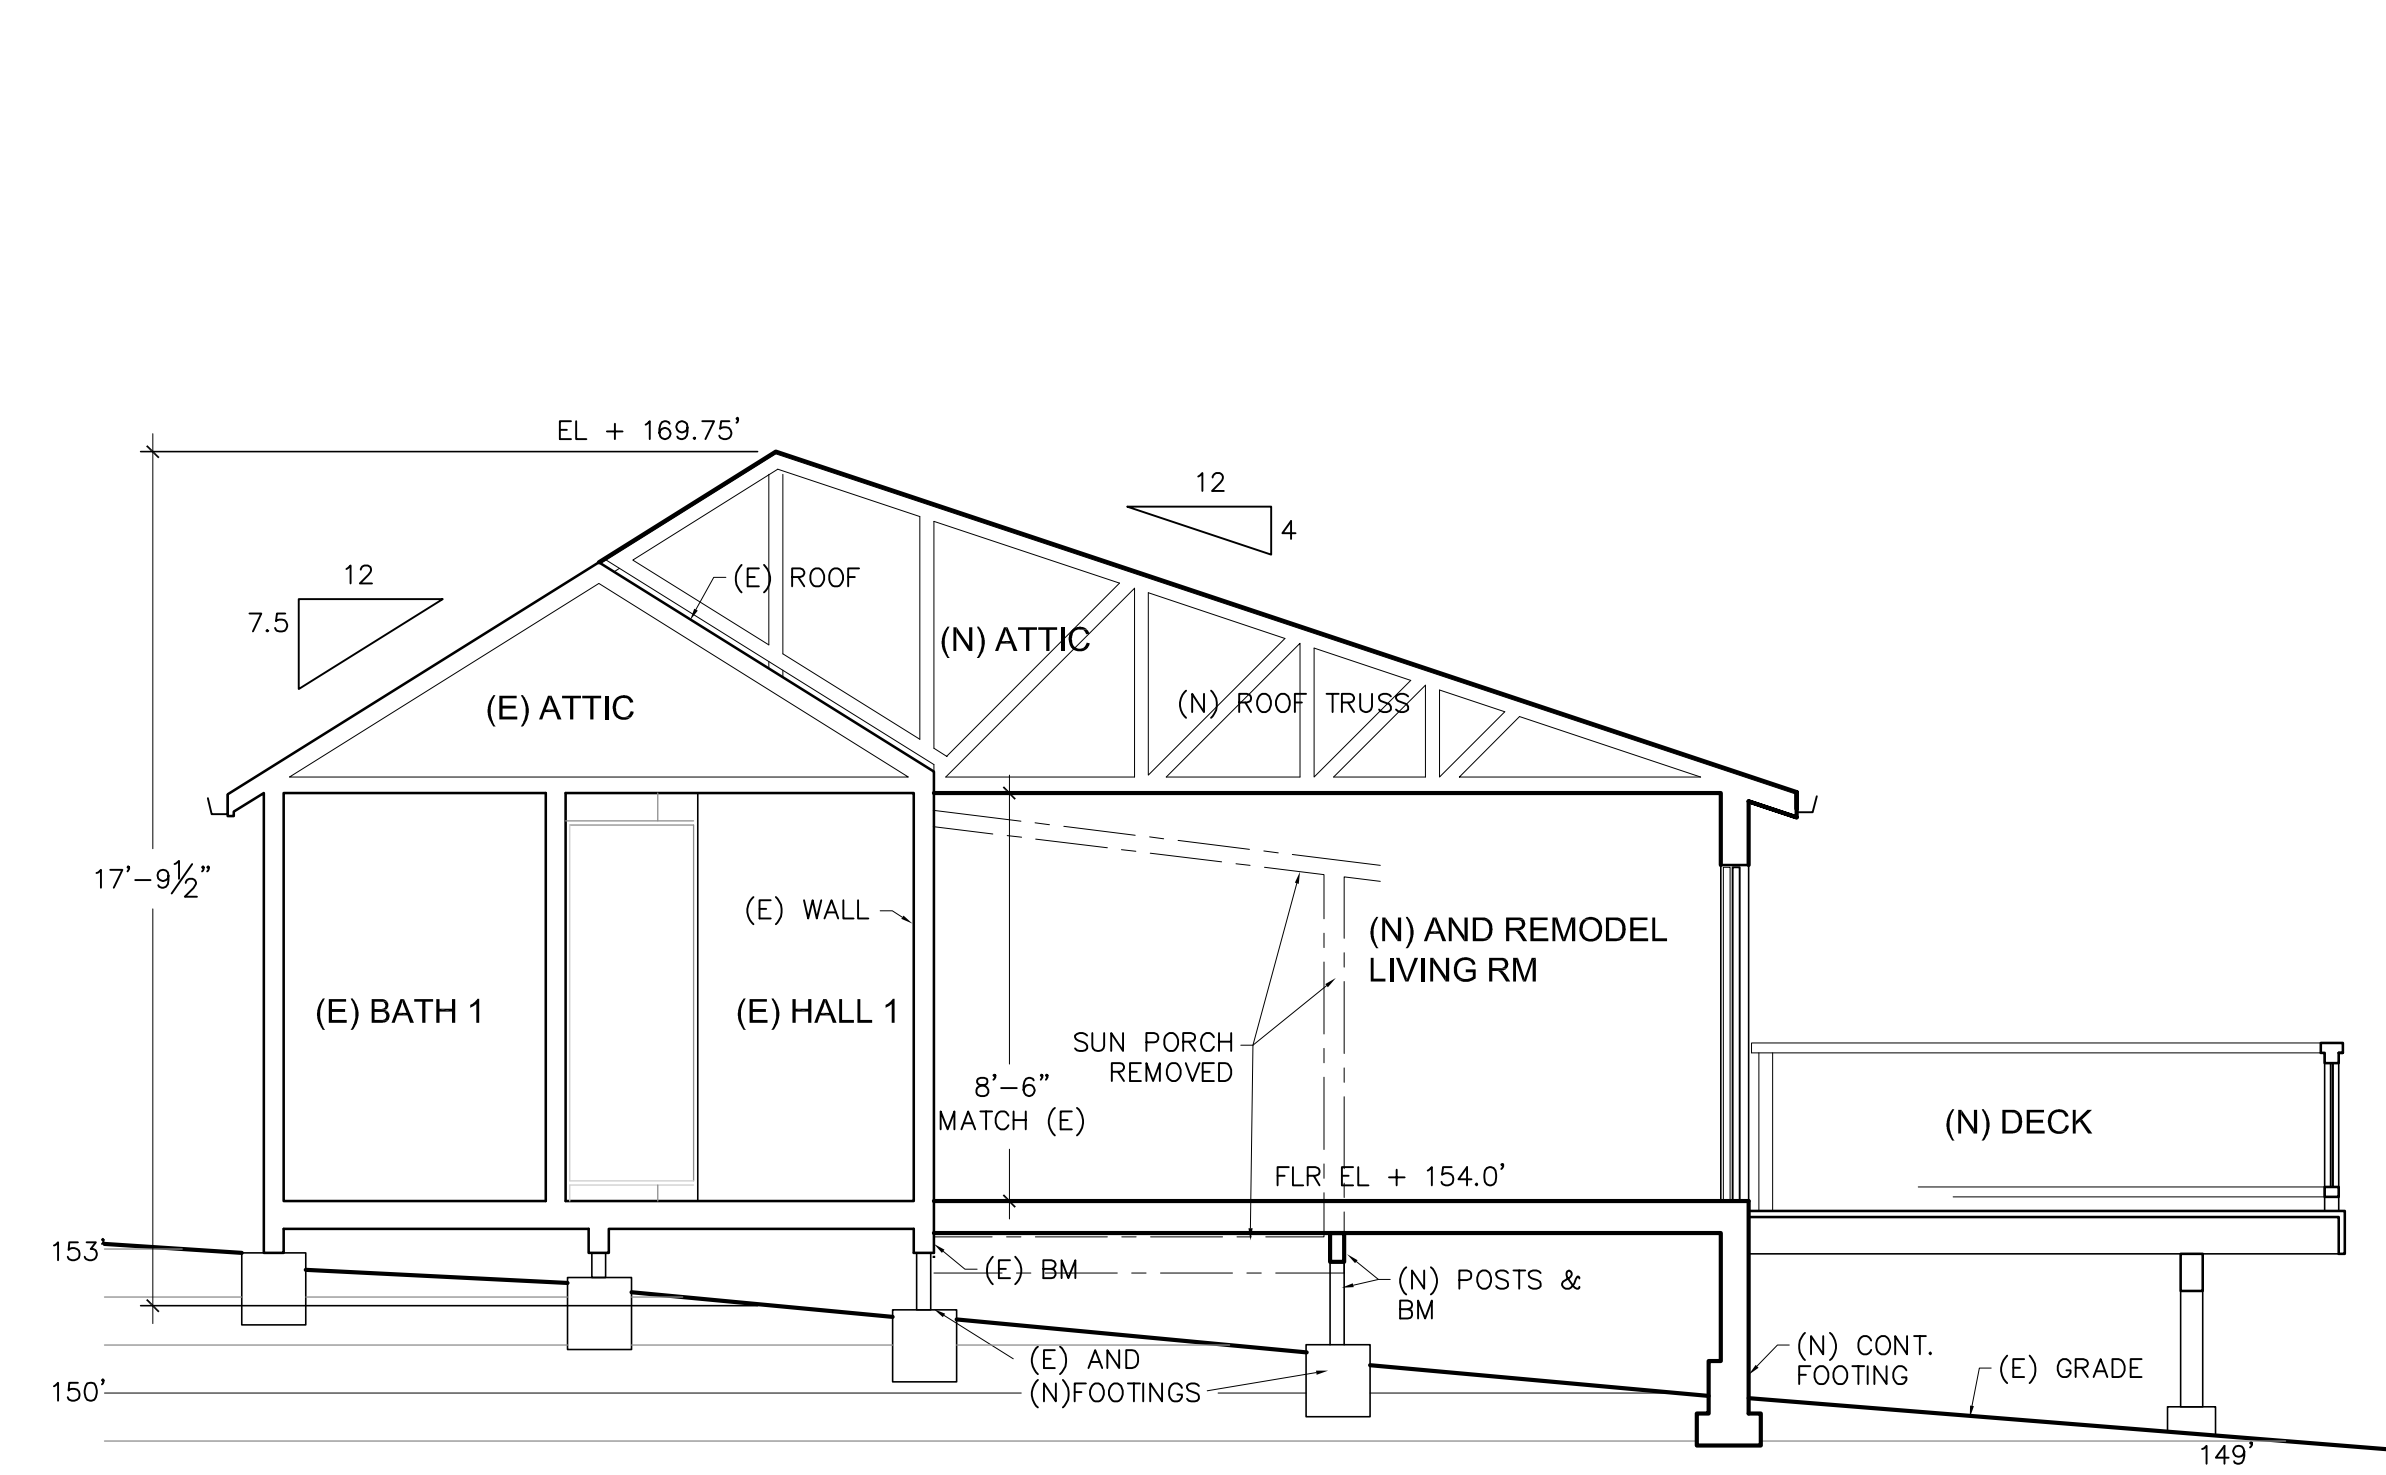 EL + 169.75'
12
4
12
7.5
(E) ROOF
(N) ATTIC
(E) ATTIC
(N) ROOF TRUSS
17'-9½"
(E) WALL
(N) AND REMODEL
LIVING RM
(E) BATH 1
(E) HALL 1
SUN PORCH
REMOVED
8'-6"
MATCH (E)
(N) DECK
FLR EL + 154.0'
153'
(E) BM
(N) POSTS &
BM
(E) AND
(N)FOOTINGS
(N) CONT.
FOOTING
(E) GRADE
150'
149'